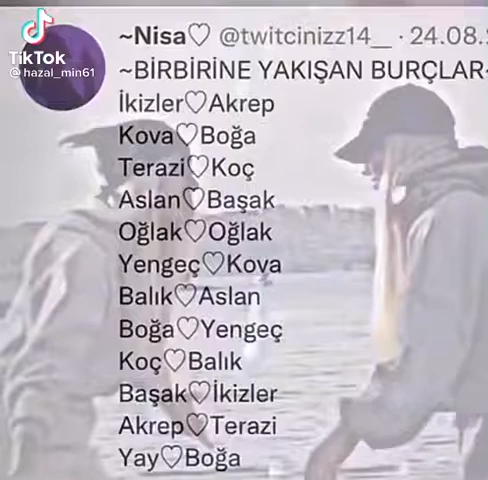 ~Nisa♡ @twitcinizz14__ · 24.08.
TikTok
@hazal_min61
~BİRBİRİNE YAKIŞAN BURÇLAR~
İkizler♡Akrep
Kova♡Boğa
Terazi♡Koç
Aslan♡Başak
Oğlak♡Oğlak
Yengeç♡Kova
Balık♡Aslan
Boğa♡Yengeç
Koç♡Balık
Başak♡İkizler
Akrep♡Terazi
Yay♡Boğa